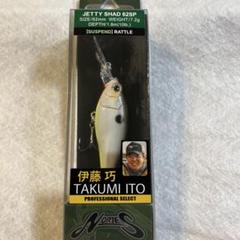 JETTY SHAD 62SP
SIZE/62mm WEIGHT/7.2g
DEPTH/1.8m(10lb.)
[SUSPEND] RATTLE
伊藤 巧
TAKUMI ITO
PROFESSIONAL SELECT
NORIES